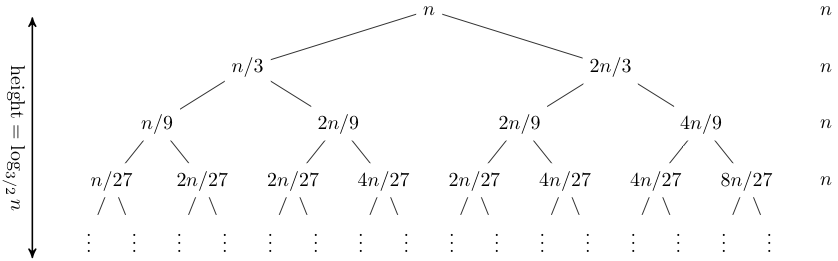 n n
n/3 2n/3 n
n/9 2n/9 2n/9 4n/9 n
n/27 2n/27 2n/27 4n/27 2n/27 4n/27 4n/27 8n/27 n
⋮ ⋮ ⋮ ⋮ ⋮ ⋮ ⋮ ⋮ ⋮ ⋮ ⋮ ⋮ ⋮ ⋮ ⋮ ⋮
height = log_{3/2} n